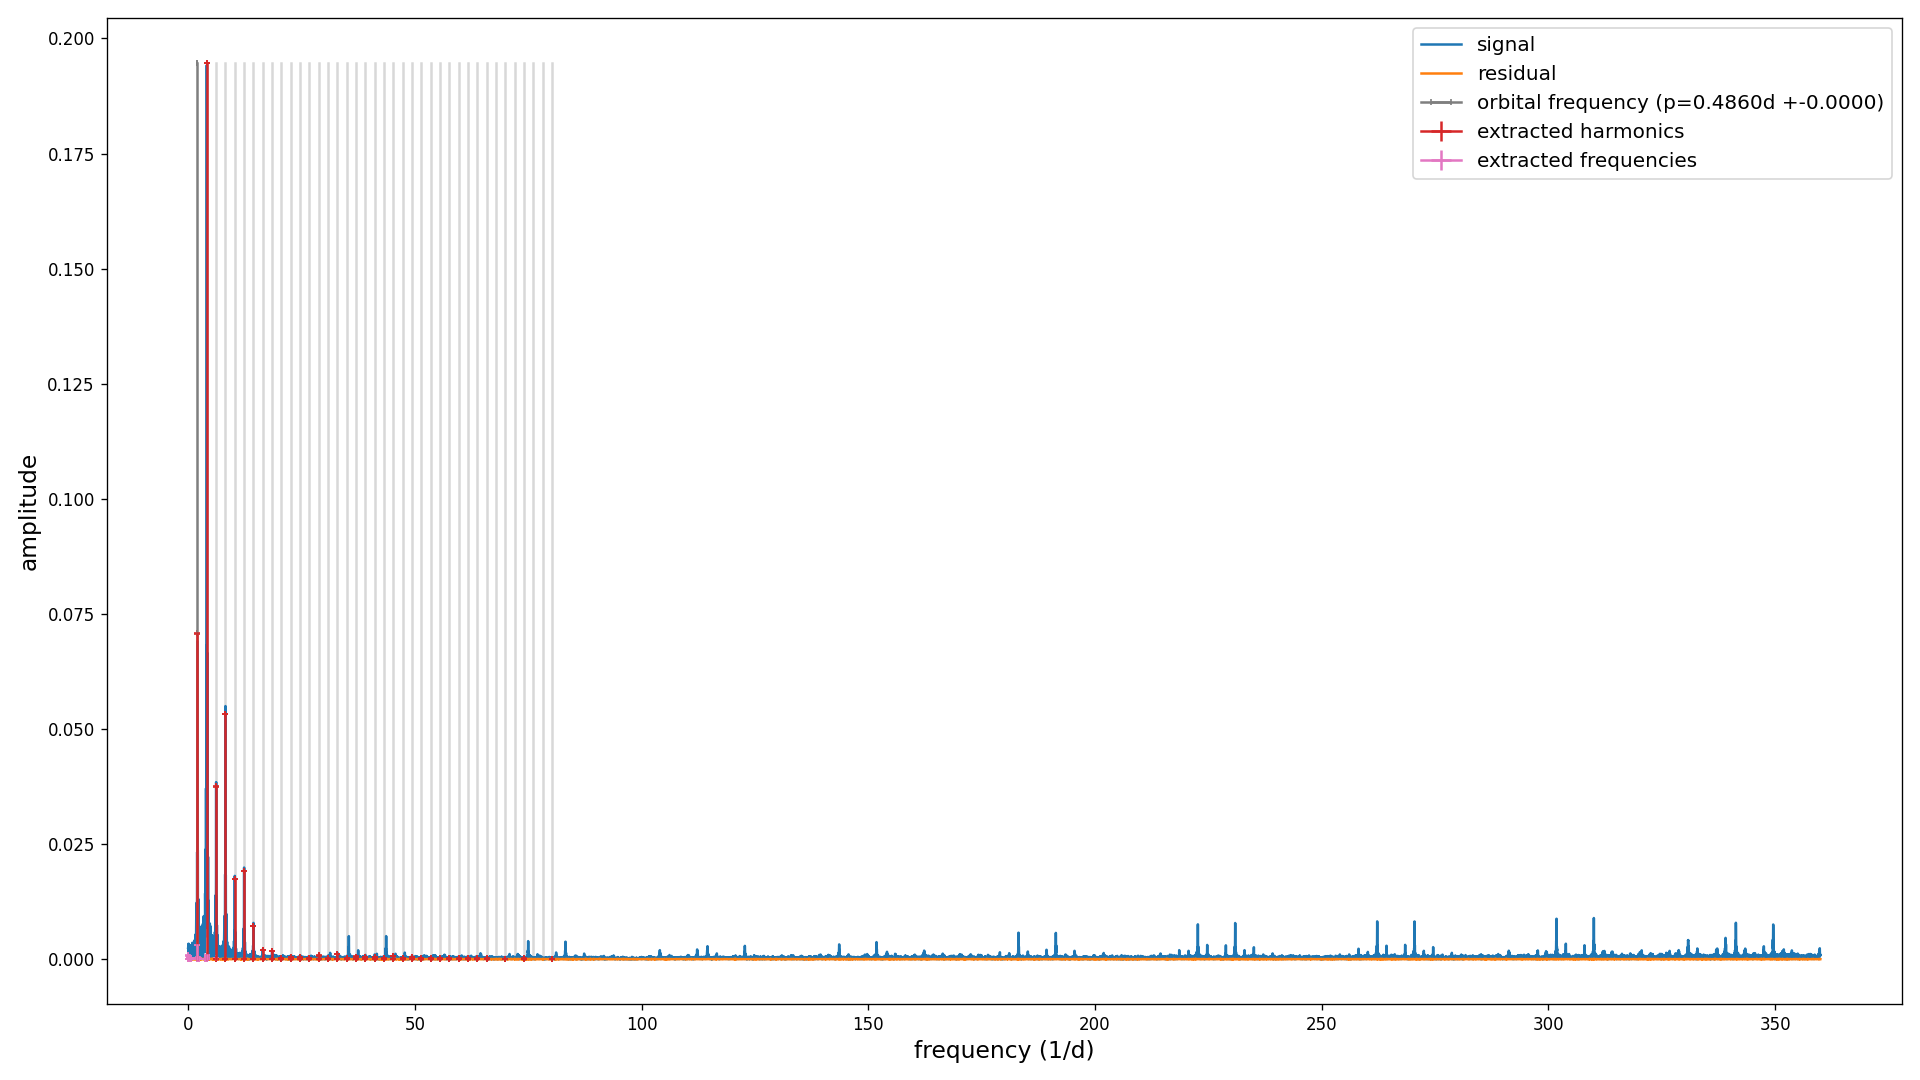 signal
residual
orbital frequency (p=0.4860d +-0.0000)
extracted harmonics
extracted frequencies
amplitude
0.200
0.175
0.150
0.125
0.100
0.075
0.050
0.025
0.000
0 50 100 150 200 250 300 350
frequency (1/d)